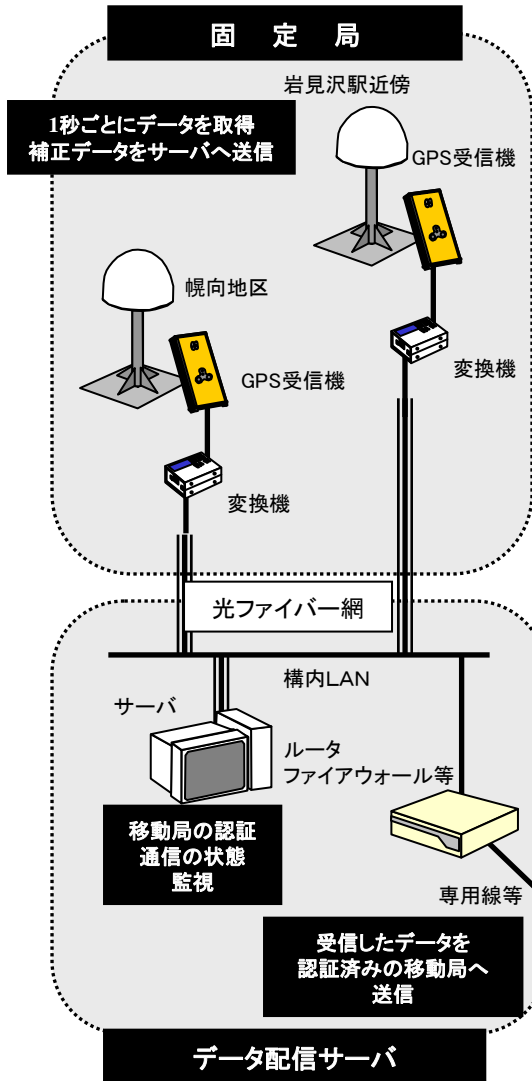 固 定 局
岩見沢駅近傍
1秒ごとにデータを取得
補正データをサーバへ送信
GPS受信機
幌向地区
変換機
GPS受信機
変換機
光ファイバー網
構内LAN
サーバ
ルータ
ファイアウォール等
移動局の認証
通信の状態
監視
専用線等
受信したデータを
認証済みの移動局へ
送信
データ配信サーバ